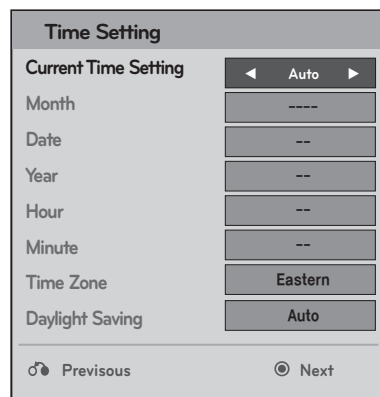 Time Setting
Current Time Setting ◀ Auto ▶
Month ----
Date --
Year --
Hour --
Minute --
Time Zone Eastern
Daylight Saving Auto
Previsous Next